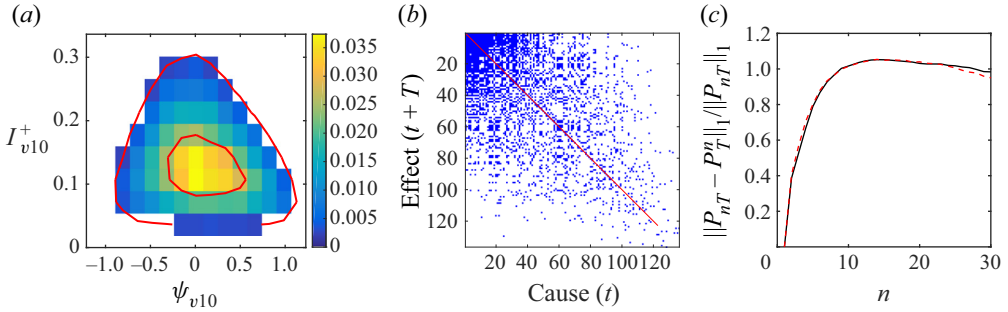 (a)
0.3
0.2
0.1
0
I⁺v10
−1.0 −0.5 0 0.5 1.0
ψv10
0.035
0.030
0.025
0.020
0.015
0.010
0.005
0
(b)
20
40
60
80
100
120
Effect (t + T)
20 40 60 80 100 120
Cause (t)
(c)
1.2
1.0
0.8
0.6
0.4
0.2
||PnT − PTⁿ||1/||PnT||1
0 10 20 30
n